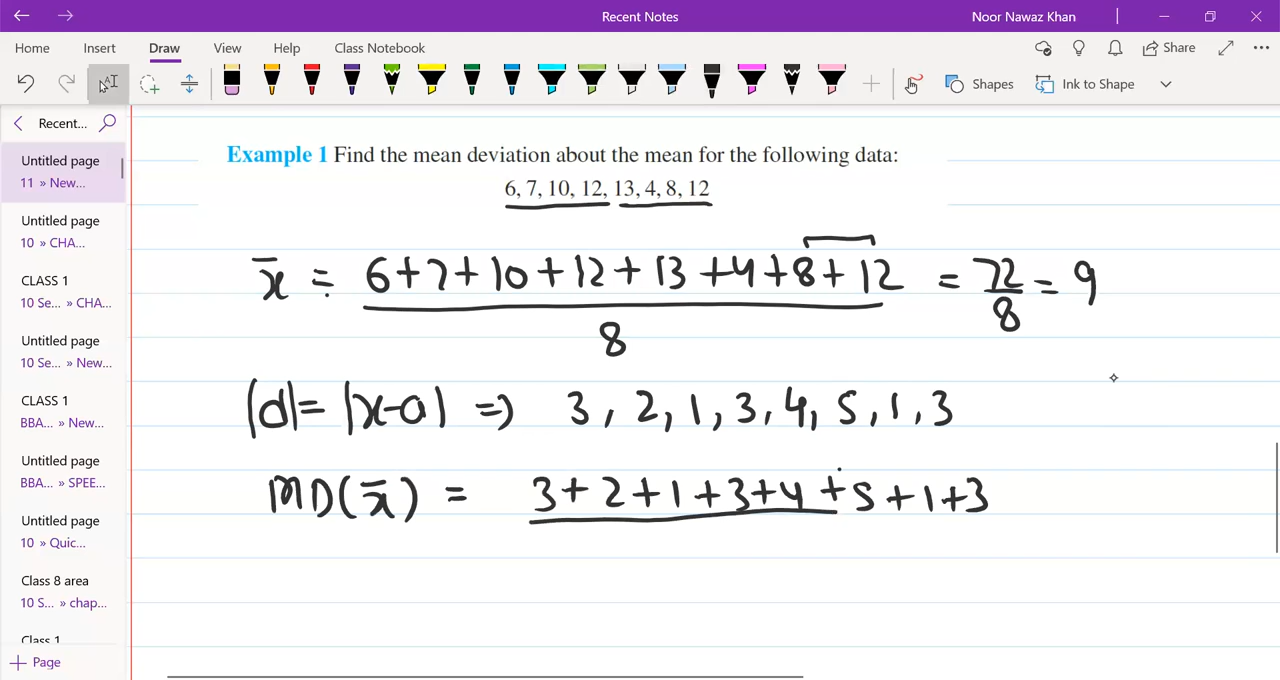 Recent Notes
Noor Nawaz Khan
Home Insert Draw View Help Class Notebook
Share
Shapes
Ink to Shape
Recent...
Untitled page
11 » New...
Untitled page
10 » CHA...
CLASS 1
10 Se... » CHA...
Untitled page
10 Se... » New...
CLASS 1
BBA... » New...
Untitled page
BBA... » SPEE...
Untitled page
10 » Quic...
Class 8 area
10 S... » chap...
Class 1
+ Page
Example 1 Find the mean deviation about the mean for the following data:
6, 7, 10, 12, 13, 4, 8, 12
x̄ = 6+7+10+12+13+4+8+12 = 72/8 = 9
8
|d| = |x-a| => 3, 2, 1, 3, 4, 5, 1, 3
MD(x̄) = 3+2+1+3+4+5+1+3